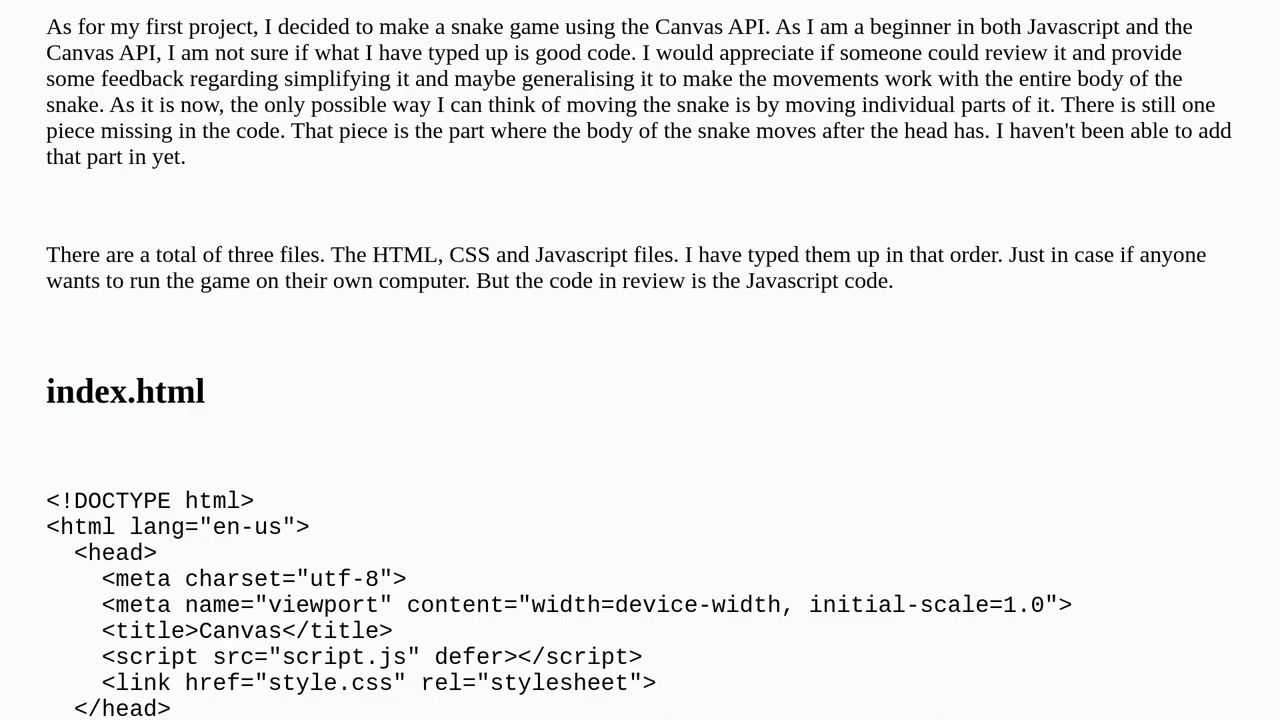 As for my first project, I decided to make a snake game using the Canvas API. As I am a beginner in both Javascript and the
Canvas API, I am not sure if what I have typed up is good code. I would appreciate if someone could review it and provide
some feedback regarding simplifying it and maybe generalising it to make the movements work with the entire body of the
snake. As it is now, the only possible way I can think of moving the snake is by moving individual parts of it. There is still one
piece missing in the code. That piece is the part where the body of the snake moves after the head has. I haven't been able to add
that part in yet.
There are a total of three files. The HTML, CSS and Javascript files. I have typed them up in that order. Just in case if anyone
wants to run the game on their own computer. But the code in review is the Javascript code.
index.html
<!DOCTYPE html>
<html lang="en-us">
  <head>
    <meta charset="utf-8">
    <meta name="viewport" content="width=device-width, initial-scale=1.0">
    <title>Canvas</title>
    <script src="script.js" defer></script>
    <link href="style.css" rel="stylesheet">
  </head>